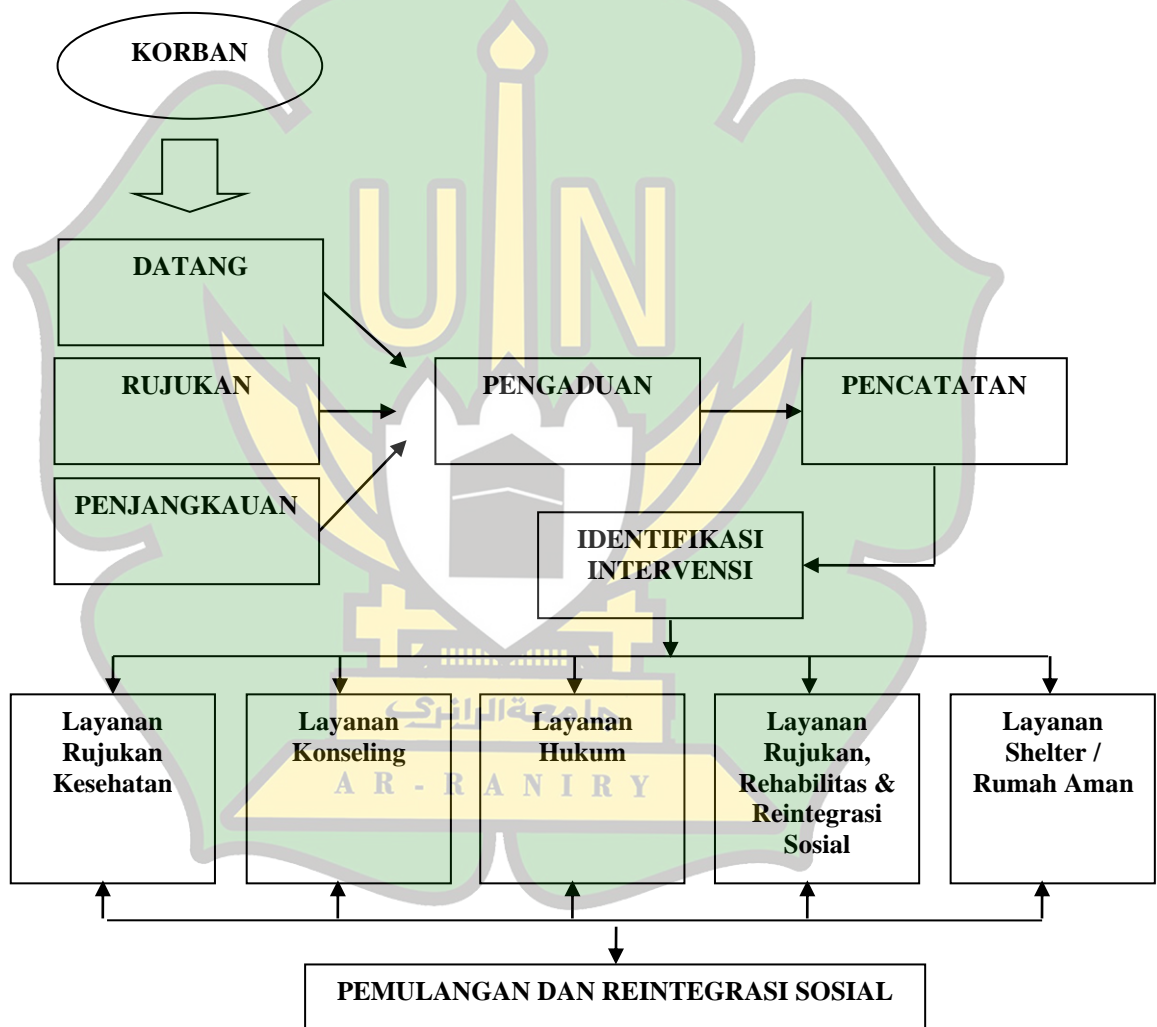 KORBAN
DATANG
RUJUKAN
PENGADUAN
PENCATATAN
PENJANGKAUAN
IDENTIFIKASI
INTERVENSI
Layanan
Rujukan
Kesehatan
Layanan
Konseling
Layanan
Hukum
Layanan
Rujukan,
Rehabilitas &
Reintegrasi
Sosial
Layanan
Shelter /
Rumah Aman
PEMULANGAN DAN REINTEGRASI SOSIAL
UIN
جامعة الرانري
AR - RANIRY